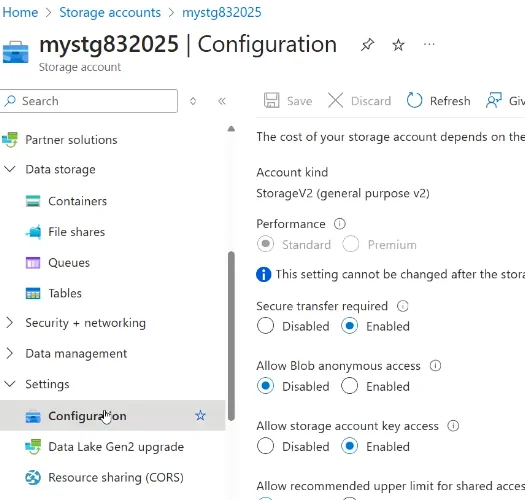 Home > Storage accounts > mystg832025
mystg832025 | Configuration
Storage account
Search
Save Discard Refresh Giv
Partner solutions
Data storage
Containers
File shares
Queues
Tables
Security + networking
Data management
Settings
Configuration
Data Lake Gen2 upgrade
Resource sharing (CORS)
The cost of your storage account depends on the
Account kind
StorageV2 (general purpose v2)
Performance
Standard Premium
This setting cannot be changed after the stora
Secure transfer required
Disabled Enabled
Allow Blob anonymous access
Disabled Enabled
Allow storage account key access
Disabled Enabled
Allow recommended upper limit for shared acces